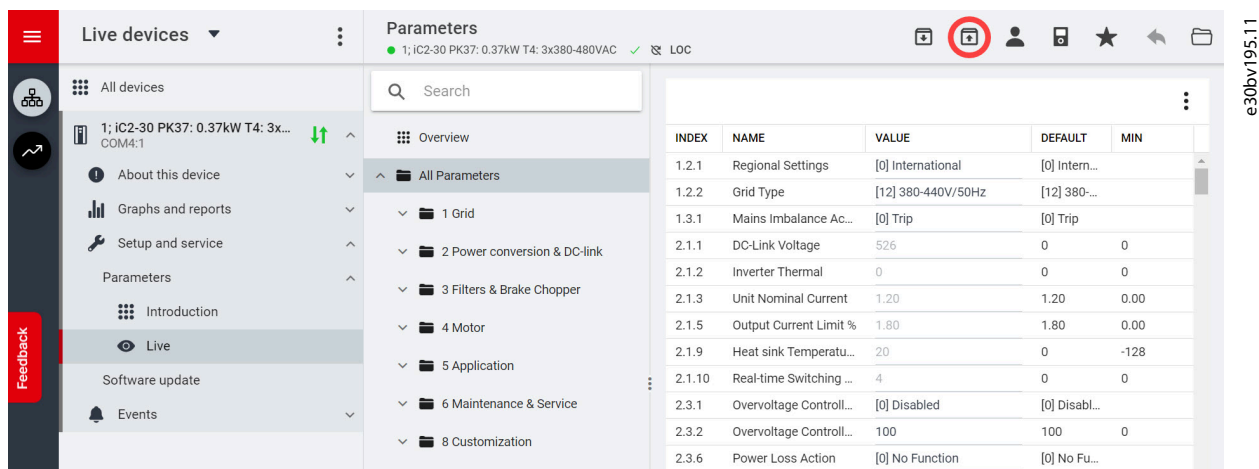 Live devices
Parameters
1; iC2-30 PK37: 0.37kW T4: 3x380-480VAC LOC
All devices
1; iC2-30 PK37: 0.37kW T4: 3x...
COM4:1
About this device
Graphs and reports
Setup and service
Parameters
Introduction
Live
Software update
Events
Feedback
Search
Overview
All Parameters
1 Grid
2 Power conversion & DC-link
3 Filters & Brake Chopper
4 Motor
5 Application
6 Maintenance & Service
8 Customization
INDEX NAME VALUE DEFAULT MIN
1.2.1 Regional Settings [0] International [0] Intern...
1.2.2 Grid Type [12] 380-440V/50Hz [12] 380-...
1.3.1 Mains Imbalance Ac... [0] Trip [0] Trip
2.1.1 DC-Link Voltage 526 0 0
2.1.2 Inverter Thermal 0 0 0
2.1.3 Unit Nominal Current 1.20 1.20 0.00
2.1.5 Output Current Limit % 1.80 1.80 0.00
2.1.9 Heat sink Temperatu... 20 0 -128
2.1.10 Real-time Switching ... 4 0 0
2.3.1 Overvoltage Controll... [0] Disabled [0] Disabl...
2.3.2 Overvoltage Controll... 100 100 0
2.3.6 Power Loss Action [0] No Function [0] No Fu...
e30bv195.11